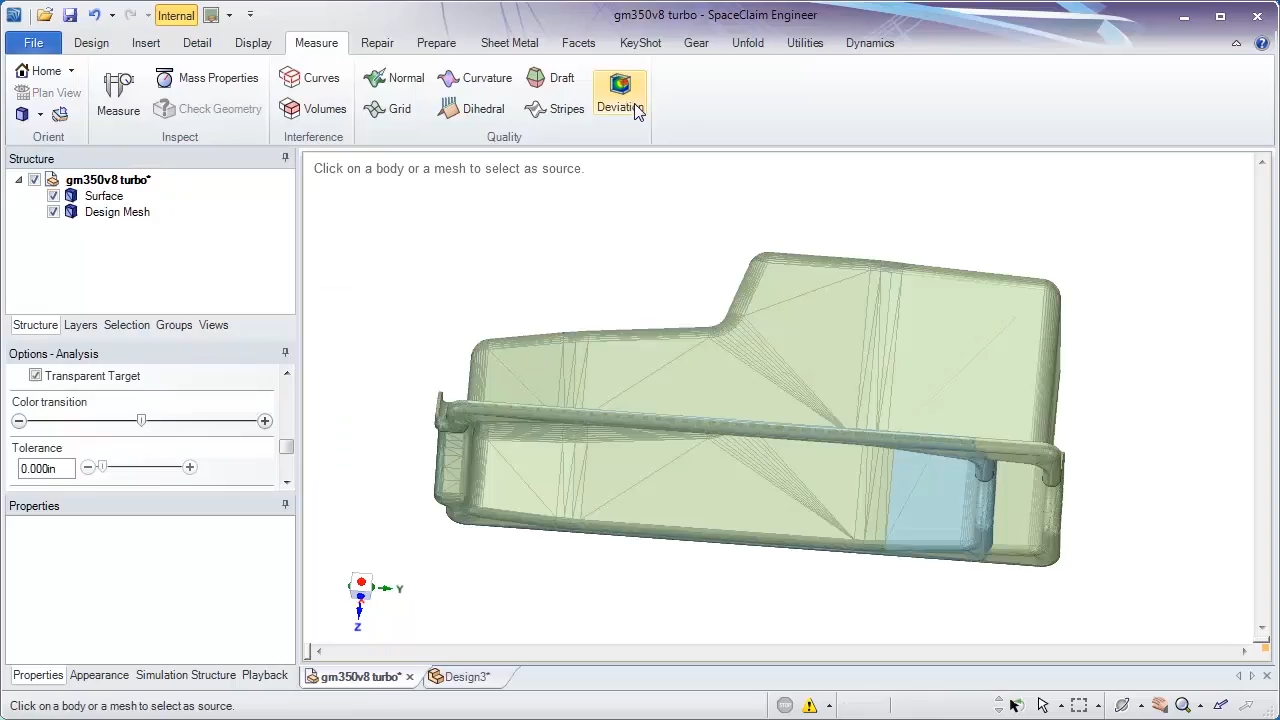 Internal
gm350v8 turbo - SpaceClaim Engineer
File Design Insert Detail Display Measure Repair Prepare Sheet Metal Facets KeyShot Gear Unfold Utilities Dynamics
Home
Plan View
Orient
Measure
Mass Properties
Check Geometry
Inspect
Curves
Volumes
Interference
Normal Curvature Draft
Grid Dihedral Stripes
Deviation
Quality
Structure
gm350v8 turbo*
Surface
Design Mesh
Structure Layers Selection Groups Views
Options - Analysis
Transparent Target
Color transition
Tolerance
0.000in
Properties
Properties Appearance Simulation Structure Playback
Click on a body or a mesh to select as source.
Y
Z
gm350v8 turbo* Design3*
Click on a body or a mesh to select as source.